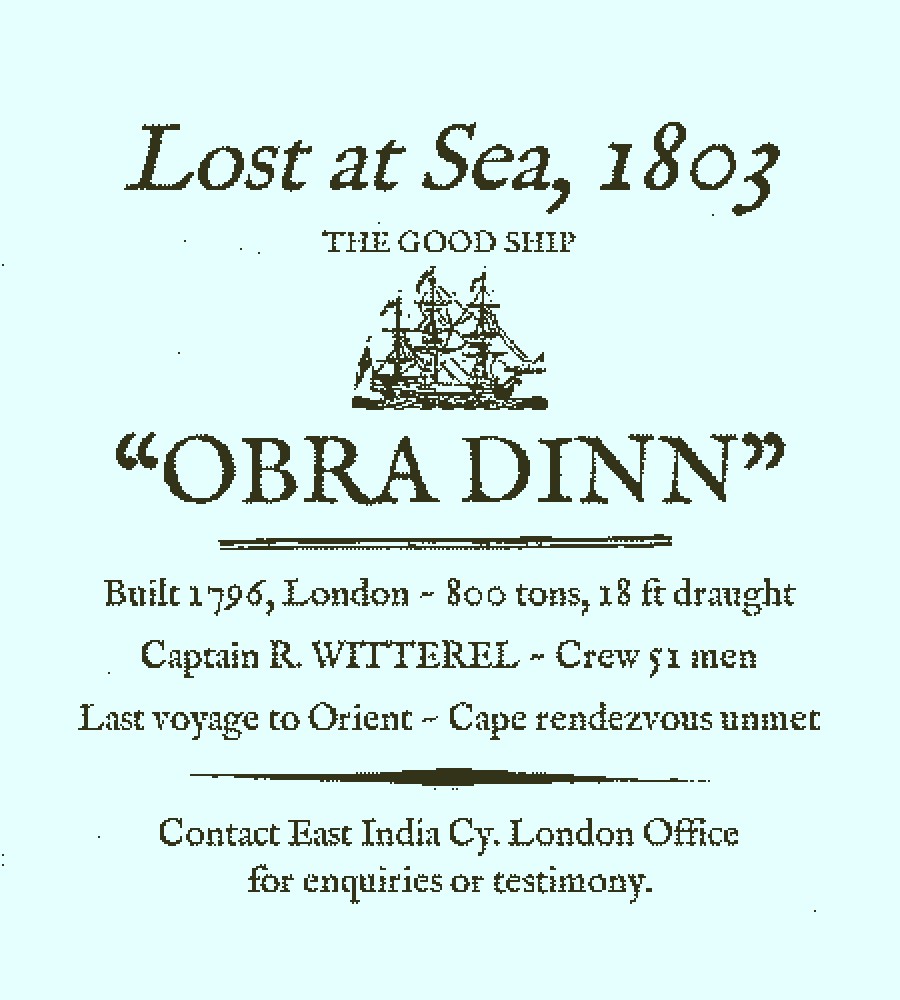 Lost at Sea, 1803
THE GOOD SHIP
“OBRA DINN”
Built 1796, London ~ 800 tons, 18 ft draught
Captain R. WITTEREL ~ Crew 51 men
Last voyage to Orient ~ Cape rendezvous unmet
Contact East India Cy. London Office
for enquiries or testimony.